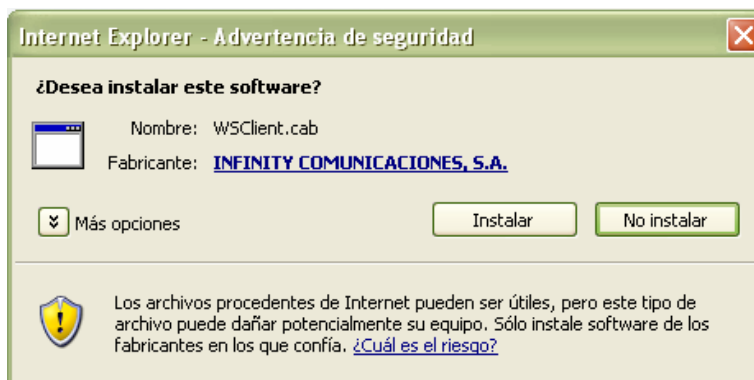 Internet Explorer - Advertencia de seguridad
¿Desea instalar este software?
Nombre: WSClient.cab
Fabricante: INFINITY COMUNICACIONES, S.A.
Más opciones
Instalar
No instalar
Los archivos procedentes de Internet pueden ser útiles, pero este tipo de
archivo puede dañar potencialmente su equipo. Sólo instale software de los
fabricantes en los que confía. ¿Cuál es el riesgo?